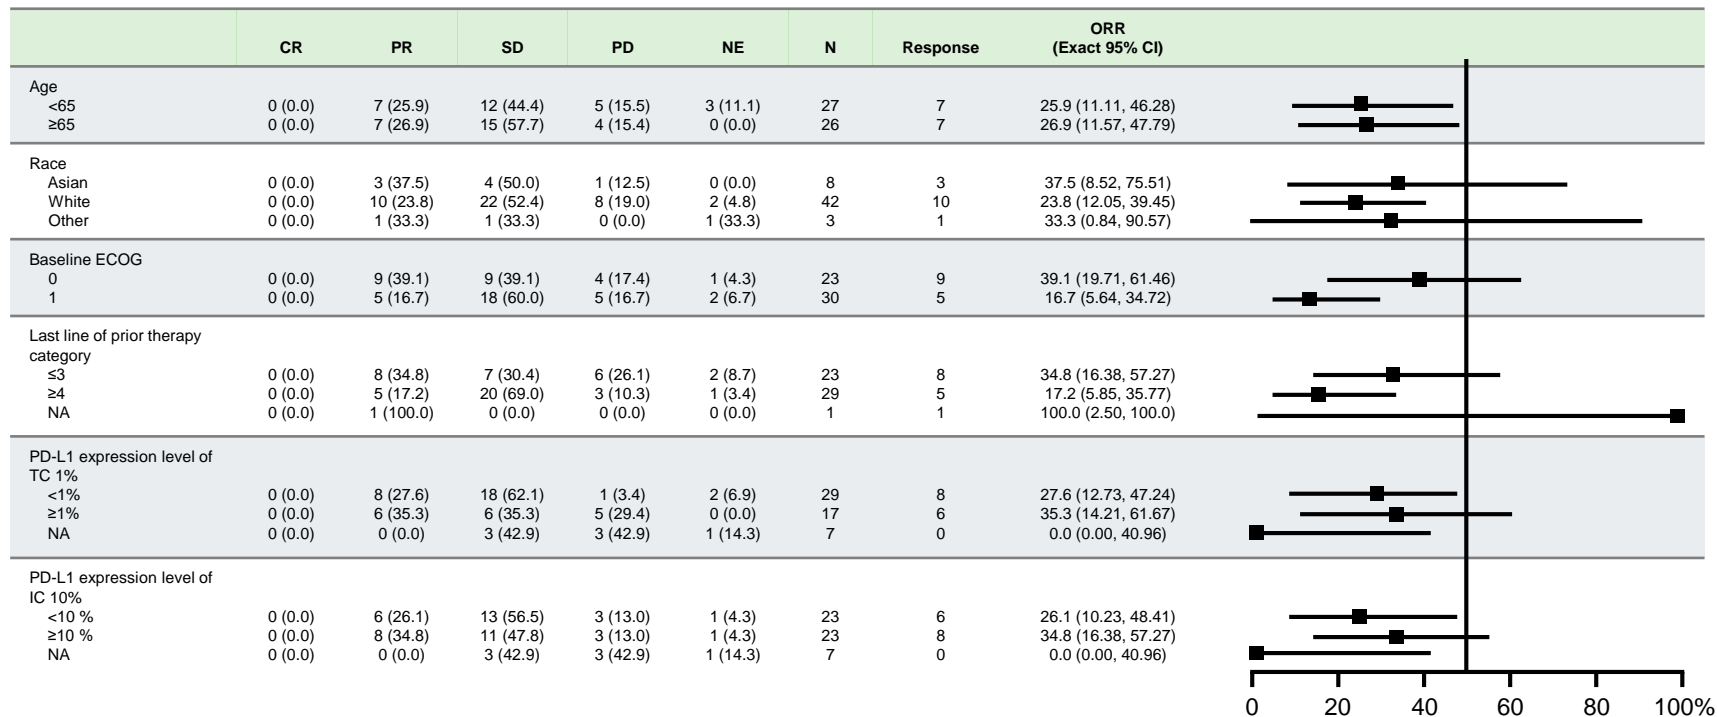 CR PR SD PD NE N Response ORR (Exact 95% CI)
Age
<65 0 (0.0) 7 (25.9) 12 (44.4) 5 (15.5) 3 (11.1) 27 7 25.9 (11.11, 46.28)
≥65 0 (0.0) 7 (26.9) 15 (57.7) 4 (15.4) 0 (0.0) 26 7 26.9 (11.57, 47.79)
Race
Asian 0 (0.0) 3 (37.5) 4 (50.0) 1 (12.5) 0 (0.0) 8 3 37.5 (8.52, 75.51)
White 0 (0.0) 10 (23.8) 22 (52.4) 8 (19.0) 2 (4.8) 42 10 23.8 (12.05, 39.45)
Other 0 (0.0) 1 (33.3) 1 (33.3) 0 (0.0) 1 (33.3) 3 1 33.3 (0.84, 90.57)
Baseline ECOG
0 0 (0.0) 9 (39.1) 9 (39.1) 4 (17.4) 1 (4.3) 23 9 39.1 (19.71, 61.46)
1 0 (0.0) 5 (16.7) 18 (60.0) 5 (16.7) 2 (6.7) 30 5 16.7 (5.64, 34.72)
Last line of prior therapy
category
≤3 0 (0.0) 8 (34.8) 7 (30.4) 6 (26.1) 2 (8.7) 23 8 34.8 (16.38, 57.27)
≥4 0 (0.0) 5 (17.2) 20 (69.0) 3 (10.3) 1 (3.4) 29 5 17.2 (5.85, 35.77)
NA 0 (0.0) 1 (100.0) 0 (0.0) 0 (0.0) 0 (0.0) 1 1 100.0 (2.50, 100.0)
PD-L1 expression level of
TC 1%
<1% 0 (0.0) 8 (27.6) 18 (62.1) 1 (3.4) 2 (6.9) 29 8 27.6 (12.73, 47.24)
≥1% 0 (0.0) 6 (35.3) 6 (35.3) 5 (29.4) 0 (0.0) 17 6 35.3 (14.21, 61.67)
NA 0 (0.0) 0 (0.0) 3 (42.9) 3 (42.9) 1 (14.3) 7 0 0.0 (0.00, 40.96)
PD-L1 expression level of
IC 10%
<10 % 0 (0.0) 6 (26.1) 13 (56.5) 3 (13.0) 1 (4.3) 23 6 26.1 (10.23, 48.41)
≥10 % 0 (0.0) 8 (34.8) 11 (47.8) 3 (13.0) 1 (4.3) 23 8 34.8 (16.38, 57.27)
NA 0 (0.0) 0 (0.0) 3 (42.9) 3 (42.9) 1 (14.3) 7 0 0.0 (0.00, 40.96)
0 20 40 60 80 100%